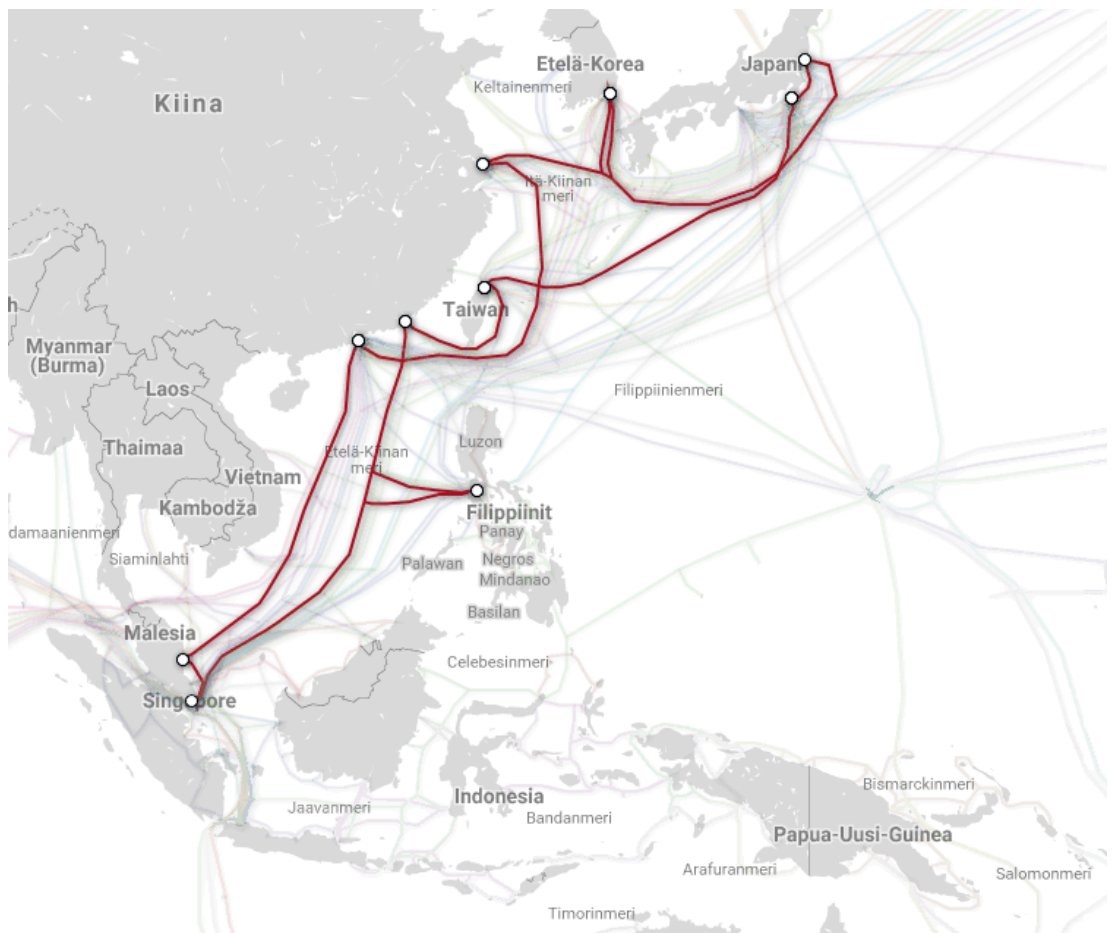 Etelä-Korea
Japani
Keltainenmeri
Kiina
Itä-Kiinan
meri
h
Taiwan
Myanmar
(Burma)
Laos
Filippiinienmeri
Thaimaa
Luzon
Etelä-Kiinan
meri
Vietnam
Kambodža
Filippiinit
damaanienmeri
Panay
Siaminlahti
Palawan
Negros
Mindanao
Basilan
Malesia
Celebesinmeri
Singapore
Bismarckinmeri
Indonesia
Jaavanmeri
Bandanmeri
Papua-Uusi-Guinea
Arafuranmeri
Salomonmeri
Timorinmeri